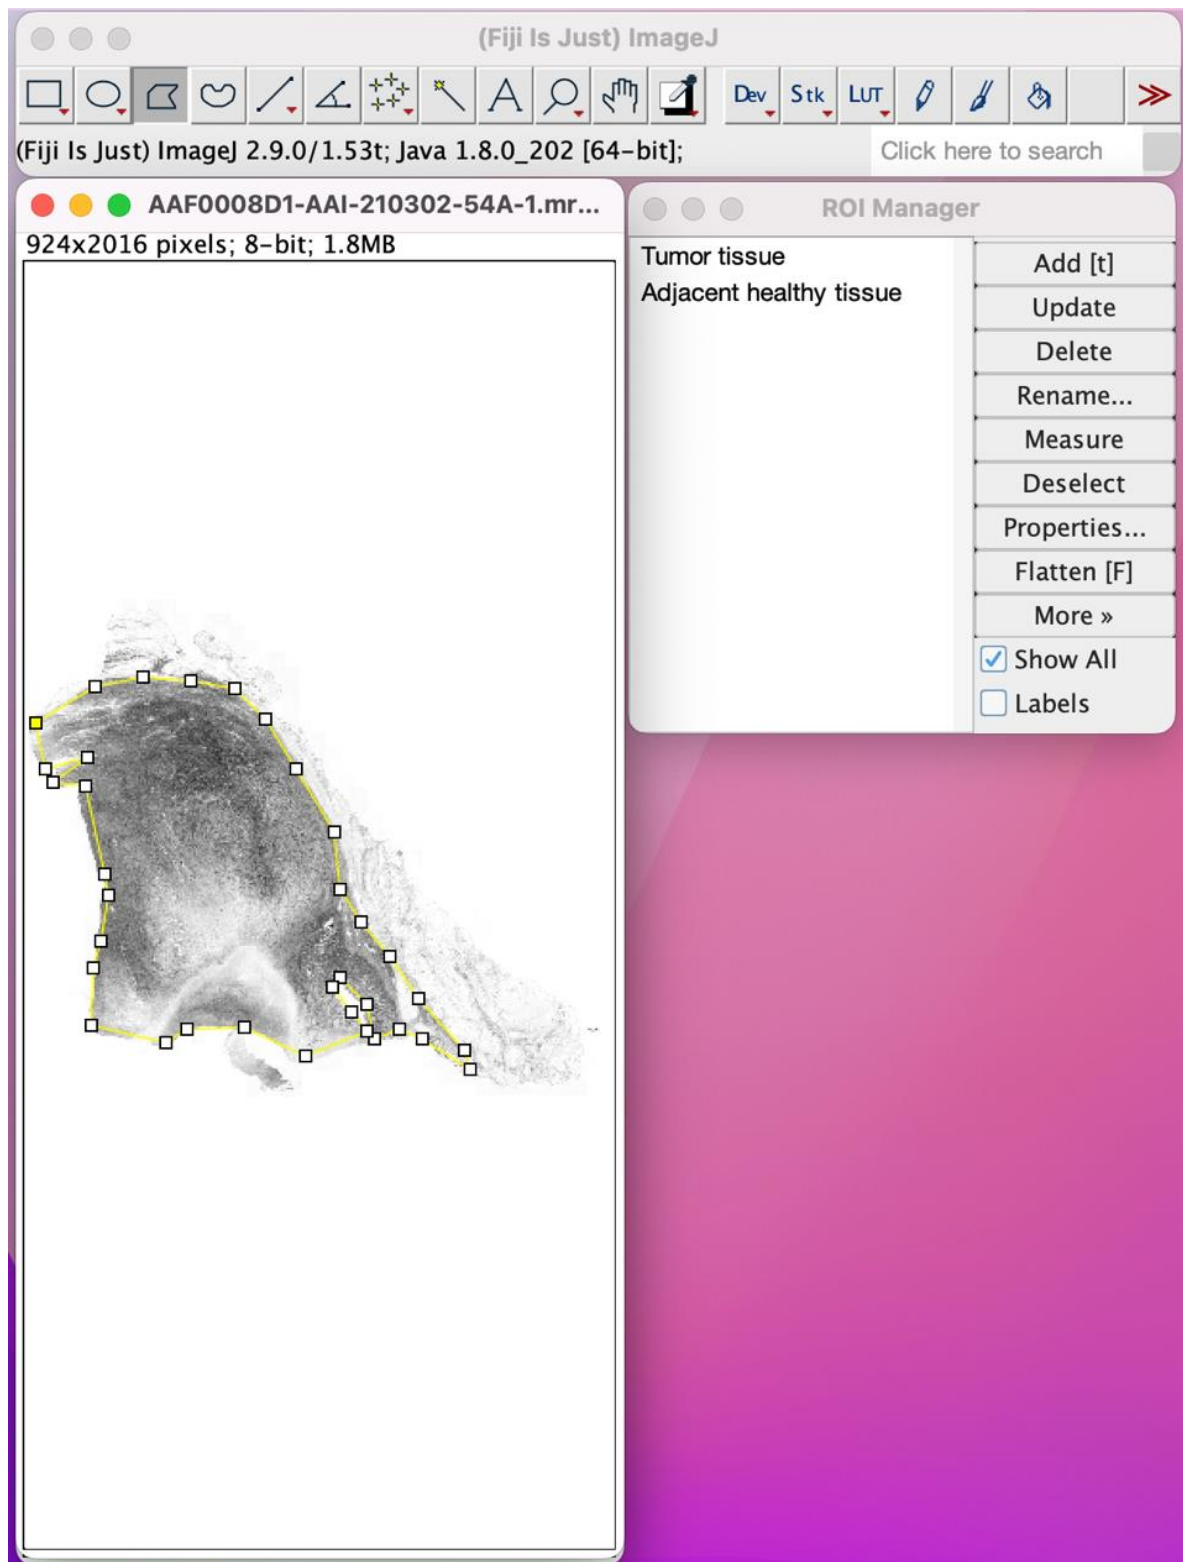 (Fiji Is Just) ImageJ
A
Dev
Stk
LUT
>>
(Fiji Is Just) ImageJ 2.9.0/1.53t; Java 1.8.0_202 [64-bit];
Click here to search
AAF0008D1-AAI-210302-54A-1.mr...
924x2016 pixels; 8-bit; 1.8MB
ROI Manager
Tumor tissue
Adjacent healthy tissue
Add [t]
Update
Delete
Rename...
Measure
Deselect
Properties...
Flatten [F]
More »
Show All
Labels